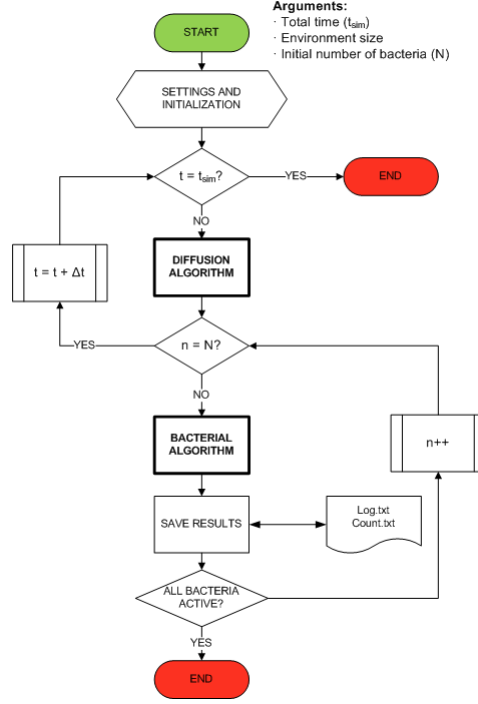 Arguments:
· Total time (tsim)
· Environment size
· Initial number of bacteria (N)
START
SETTINGS AND
INITIALIZATION
t = tsim?
YES
END
NO
DIFFUSION
ALGORITHM
t = t + Δt
n = N?
YES
NO
BACTERIAL
ALGORITHM
n++
SAVE RESULTS
Log.txt
Count.txt
ALL BACTERIA
ACTIVE?
YES
END